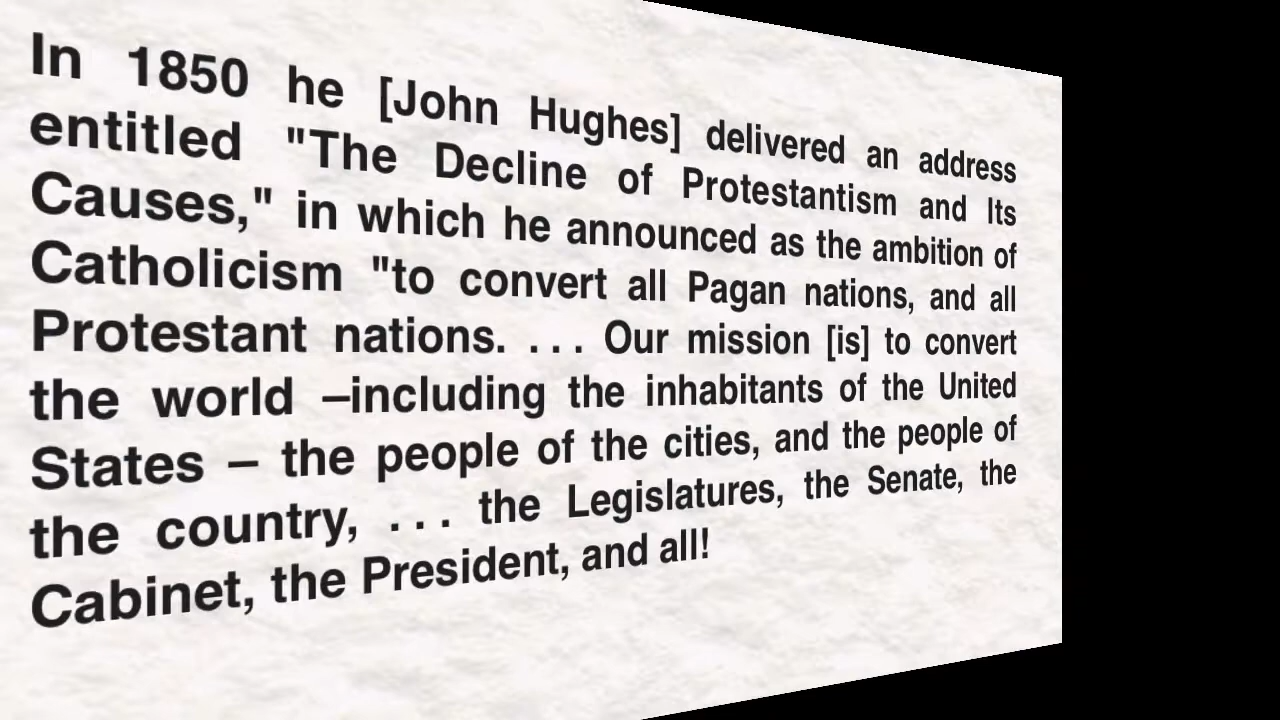 In 1850 he [John Hughes] delivered an address
entitled "The Decline of Protestantism and Its
Causes," in which he announced as the ambition of
Catholicism "to convert all Pagan nations, and all
Protestant nations. . . . Our mission [is] to convert
the world –including the inhabitants of the United
States – the people of the cities, and the people of
the country, . . . the Legislatures, the Senate, the
Cabinet, the President, and all!